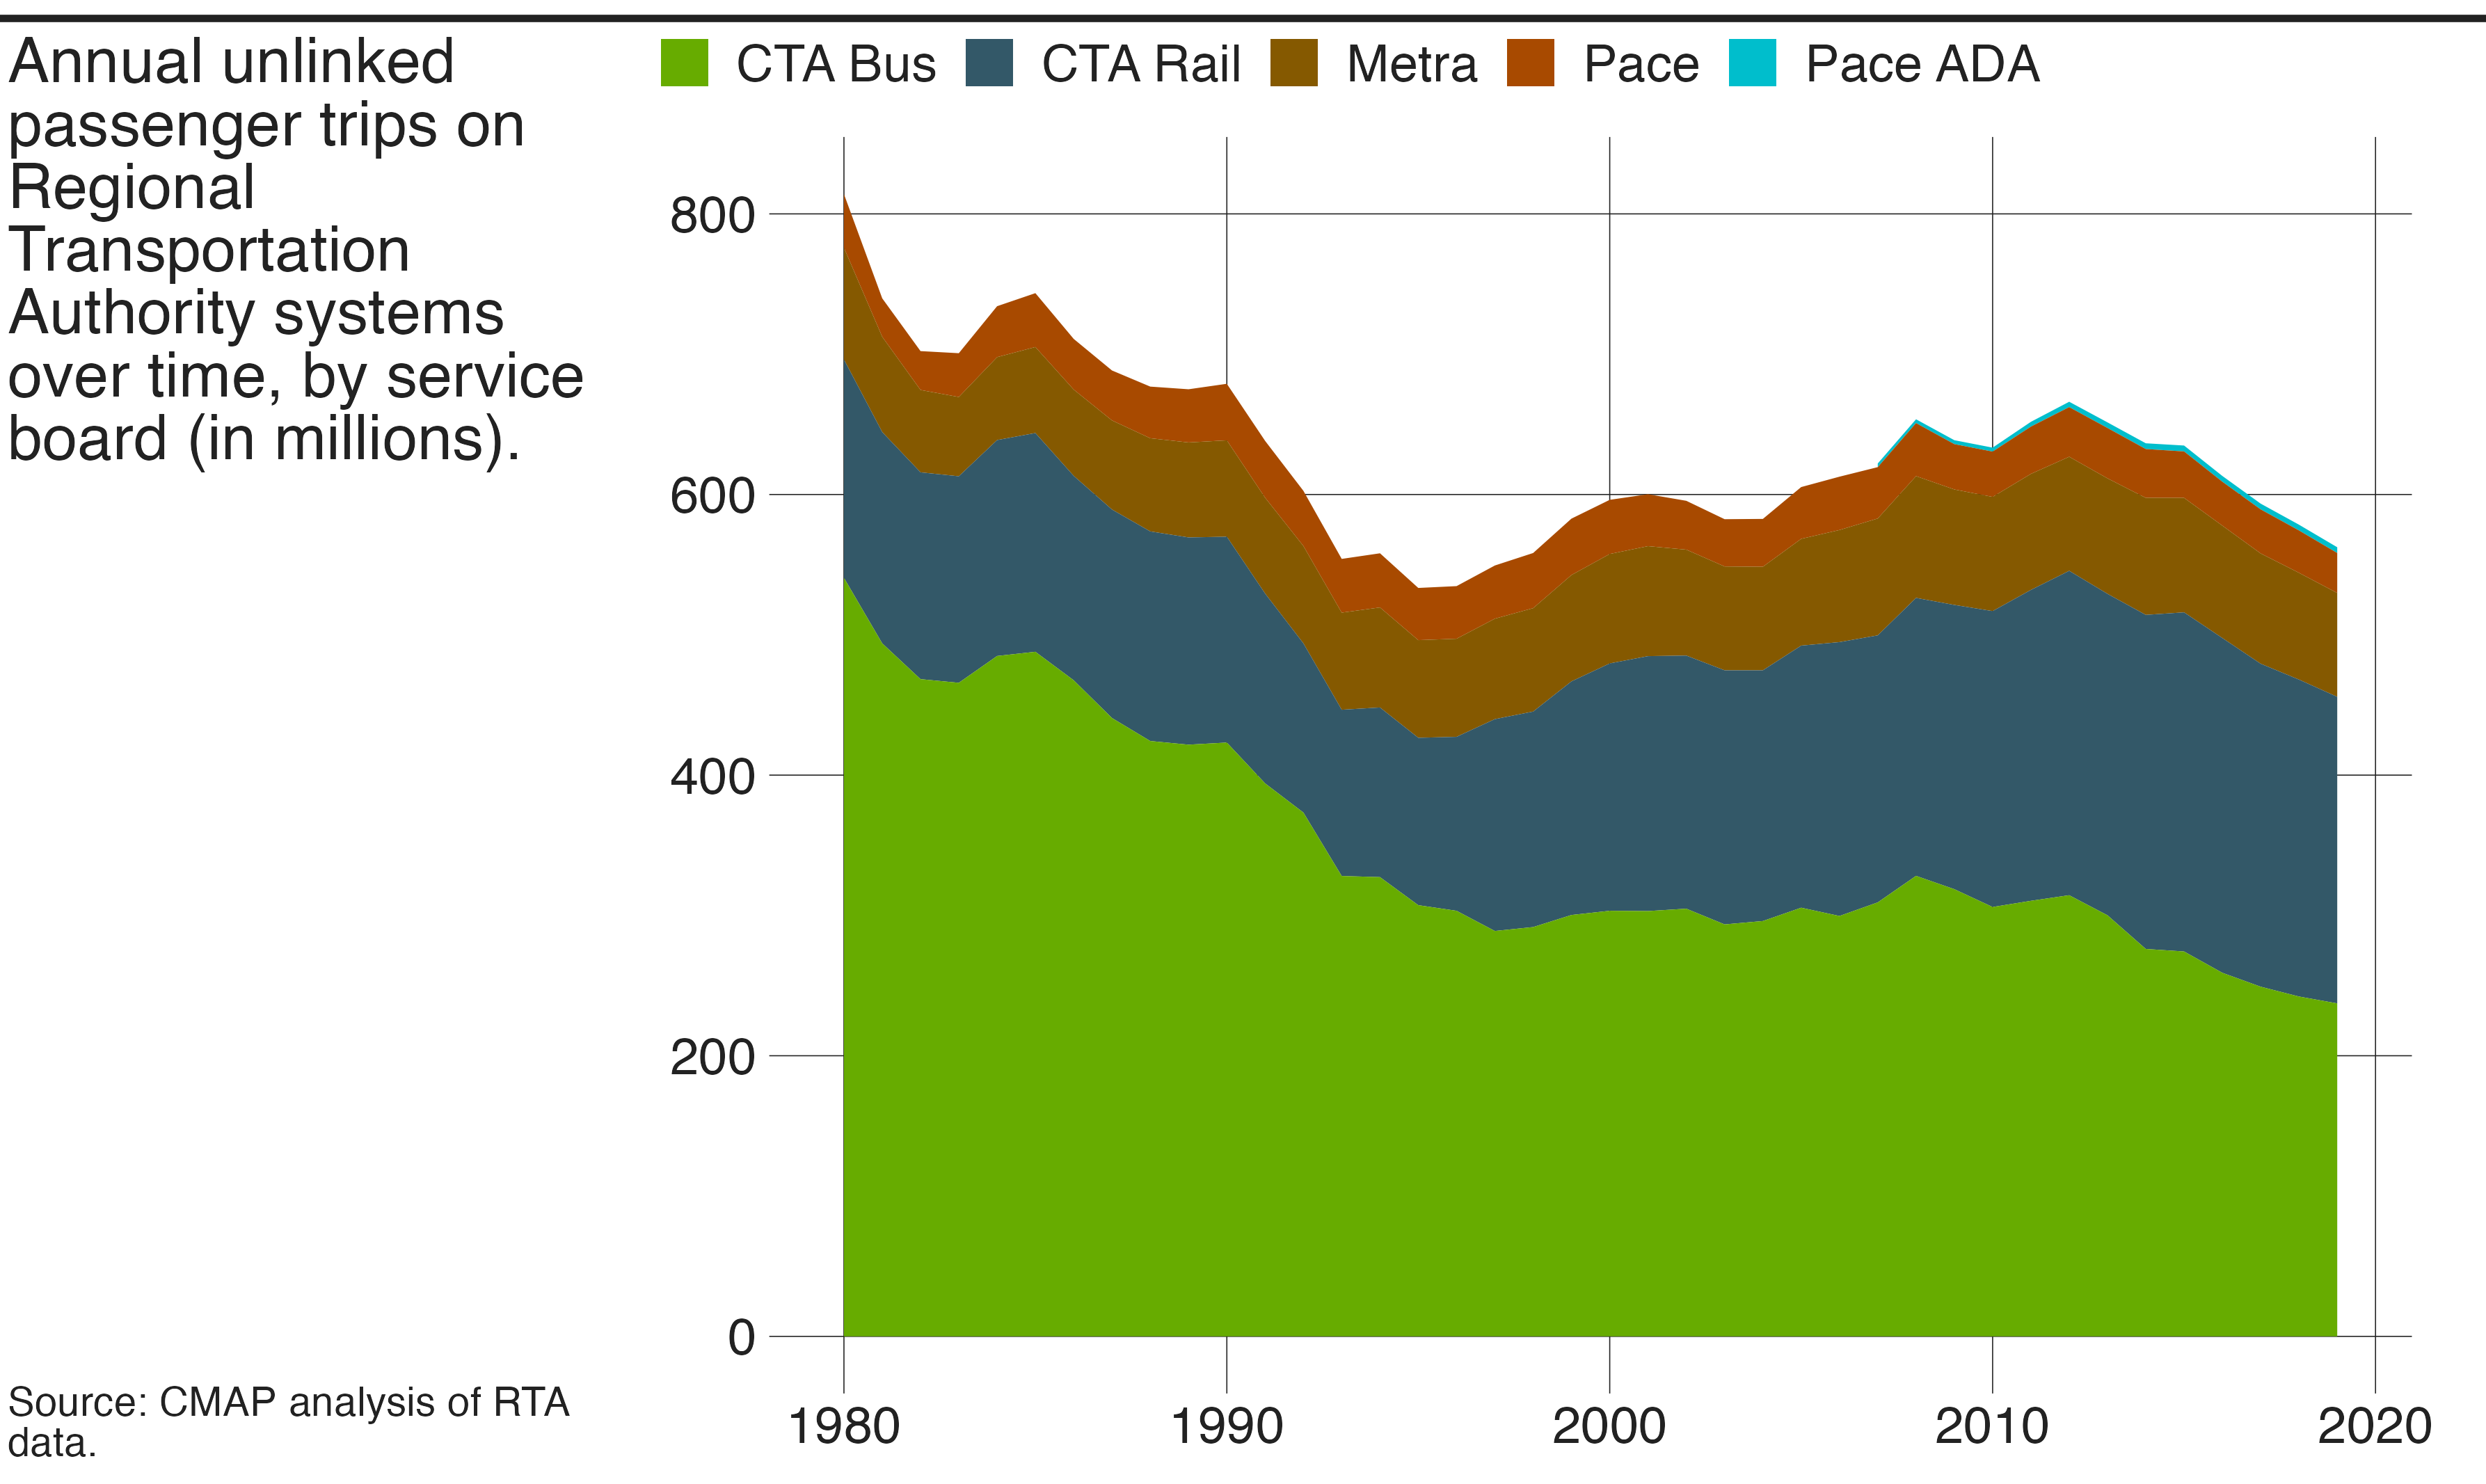 Annual unlinked
passenger trips on
Regional
Transportation
Authority systems
over time, by service
board (in millions).
CTA Bus CTA Rail Metra Pace Pace ADA
800
600
400
200
0
1980 1990 2000 2010 2020
Source: CMAP analysis of RTA
data.